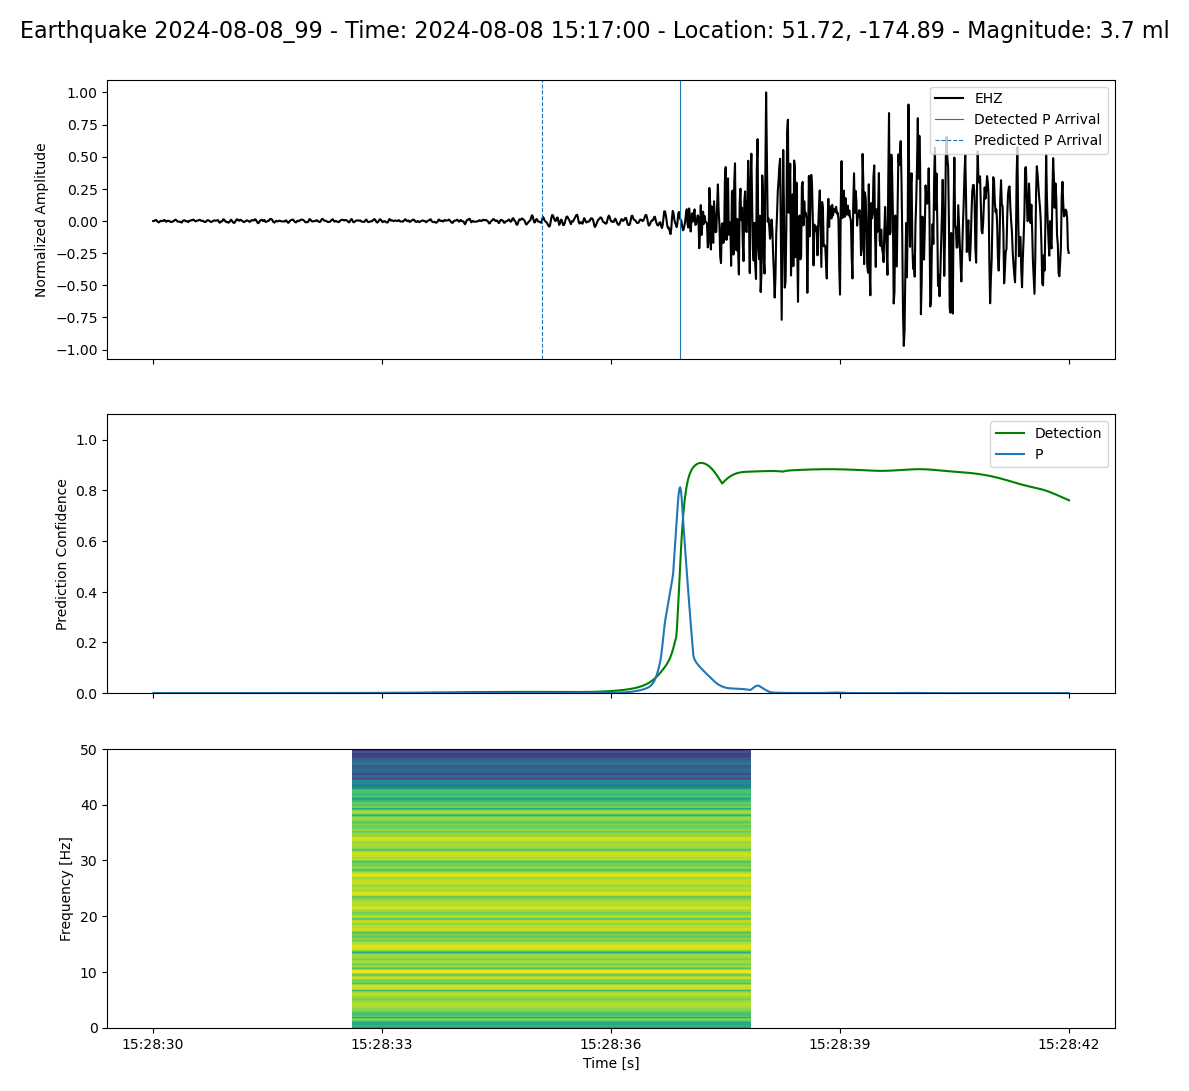 Earthquake 2024-08-08_99 - Time: 2024-08-08 15:17:00 - Location: 51.72, -174.89 - Magnitude: 3.7 ml
Normalized Amplitude
1.00
0.75
0.50
0.25
0.00
−0.25
−0.50
−0.75
−1.00
EHZ
Detected P Arrival
Predicted P Arrival
Prediction Confidence
1.0
0.8
0.6
0.4
0.2
0.0
Detection
P
Frequency [Hz]
50
40
30
20
10
0
15:28:30 15:28:33 15:28:36 15:28:39 15:28:42
Time [s]